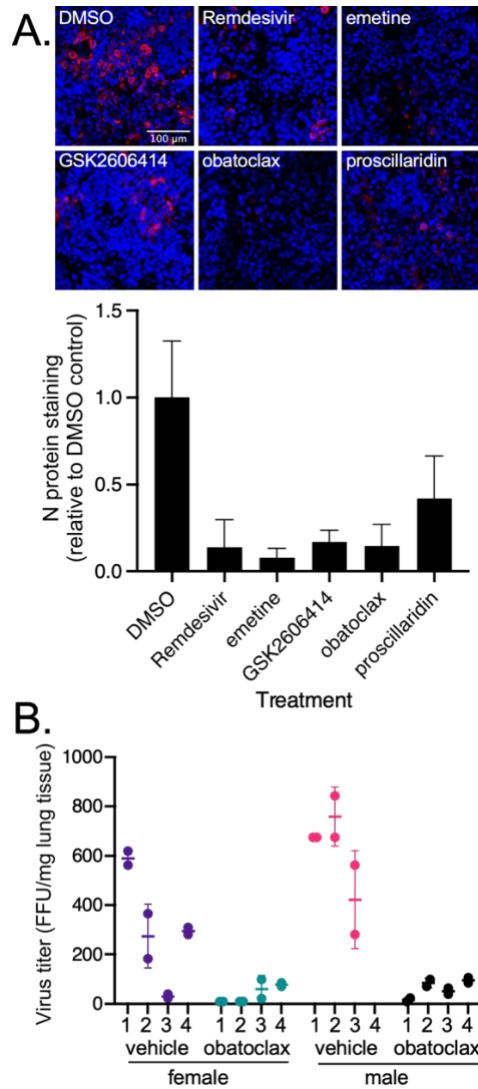 A.
DMSO Remdesivir emetine
100 µm
GSK2606414 obatoclax proscillaridin
N protein staining
(relative to DMSO control)
1.5
1.0
0.5
0.0
DMSO
Remdesivir
emetine
GSK2606414
obatoclax
proscillaridin
Treatment
B.
Virus titer (FFU/mg lung tissue)
1000
800
600
400
200
0
1 2 3 4 1 2 3 4 1 2 3 4 1 2 3 4
vehicle obatoclax vehicle obatoclax
female male